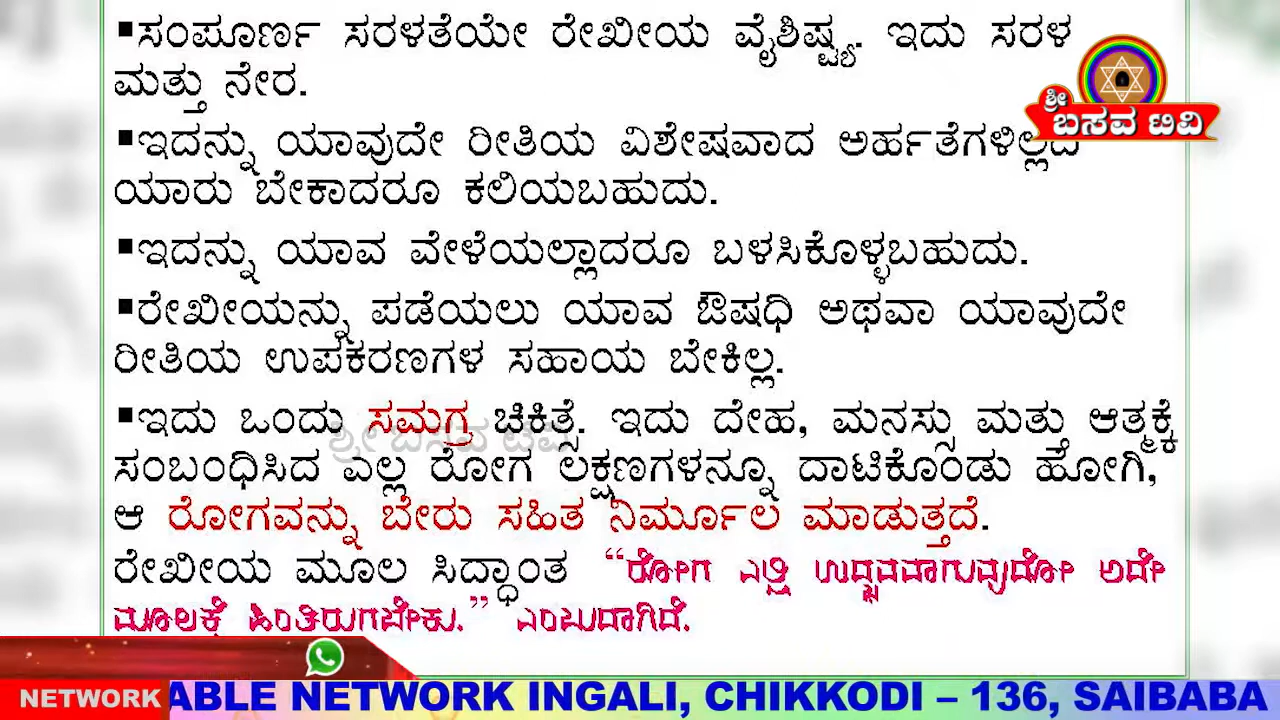 ▪ಸಂಪೂರ್ಣ ಸರಳತೆಯೇ ರೇಖೀಯ ವೈಶಿಷ್ಟ್ಯ. ಇದು ಸರಳ
ಮತ್ತು ನೇರ.
ಶ್ರೀ
ಬಸವ ಟಿವಿ
▪ಇದನ್ನು ಯಾವುದೇ ರೀತಿಯ ವಿಶೇಷವಾದ ಅರ್ಹತೆಗಳಿಲ್ಲದೆ
ಯಾರು ಬೇಕಾದರೂ ಕಲಿಯಬಹುದು.
▪ಇದನ್ನು ಯಾವ ವೇಳೆಯಲ್ಲಾದರೂ ಬಳಸಿಕೊಳ್ಳಬಹುದು.
▪ರೇಖೀಯನ್ನು ಪಡೆಯಲು ಯಾವ ಔಷಧಿ ಅಥವಾ ಯಾವುದೇ
ರೀತಿಯ ಉಪಕರಣಗಳ ಸಹಾಯ ಬೇಕಿಲ್ಲ.
▪ಇದು ಒಂದು ಸಮಗ್ರ ಚಿಕಿತ್ಸೆ. ಇದು ದೇಹ, ಮನಸ್ಸು ಮತ್ತು ಆತ್ಮಕ್ಕೆ
ಶ್ರೀ ಬಸವ ಟಿವಿ
ಸಂಬಂಧಿಸಿದ ಎಲ್ಲ ರೋಗ ಲಕ್ಷಣಗಳನ್ನೂ ದಾಟಿಕೊಂಡು ಹೋಗಿ,
ಆ ರೋಗವನ್ನು ಬೇರು ಸಹಿತ ನಿರ್ಮೂಲ ಮಾಡುತ್ತದೆ.
ರೇಖೀಯ ಮೂಲ ಸಿದ್ಧಾಂತ “ರೋಗ ಎಲ್ಲಿ ಉದ್ಭವವಾಗುವುದೋ ಅದೇ
ಮೂಲಕ್ಕೆ ಹಿಂತಿರುಗಬೇಕು.” ಎಂಬುದಾಗಿದೆ.
NETWORK ABLE NETWORK INGALI, CHIKKODI – 136, SAIBABA